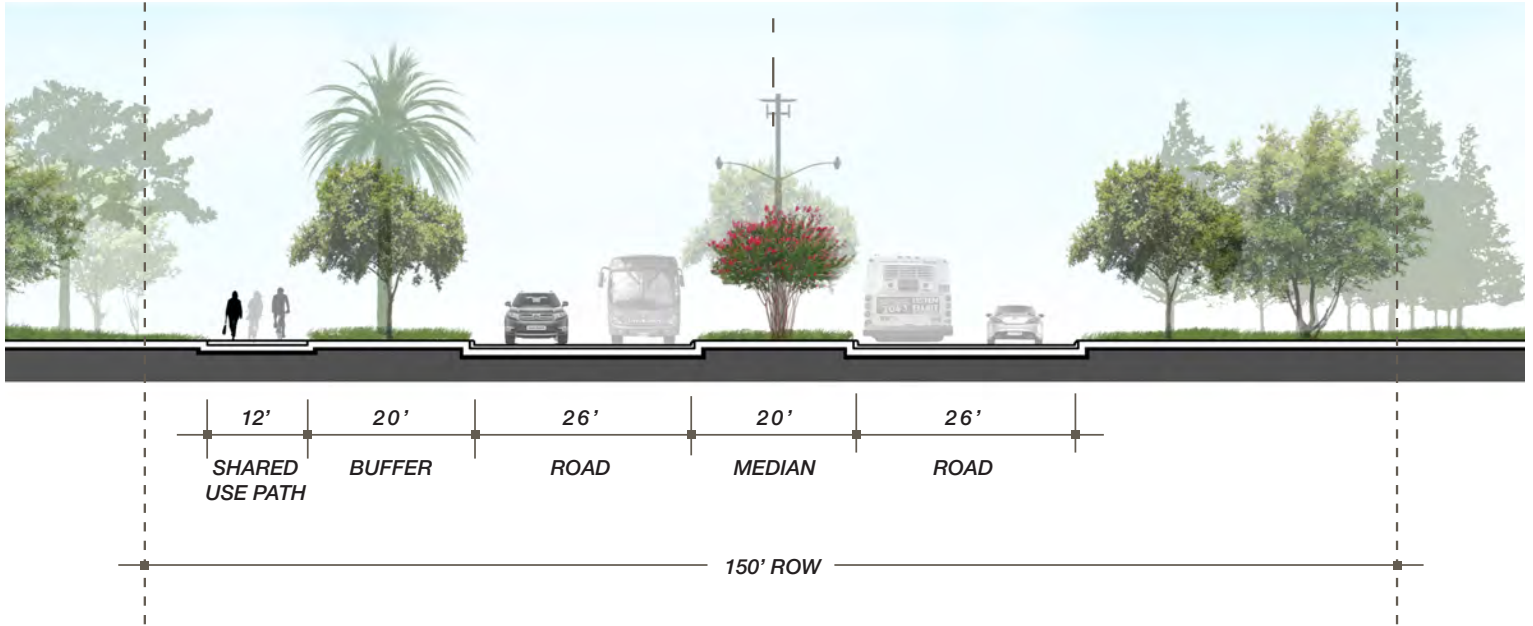 12’
20’
26’
20’
26’
SHARED
USE PATH
BUFFER
ROAD
MEDIAN
ROAD
150’ ROW